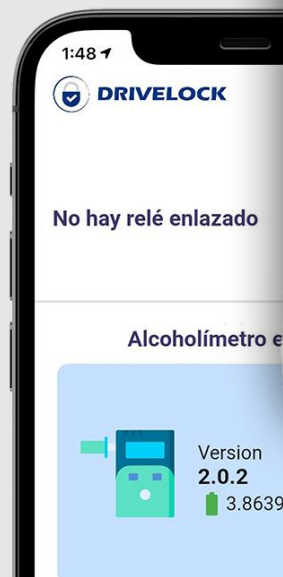 1:48
DRIVELOCK
No hay relé enlazado
Alcoholímetro e
Version
2.0.2
3.8639